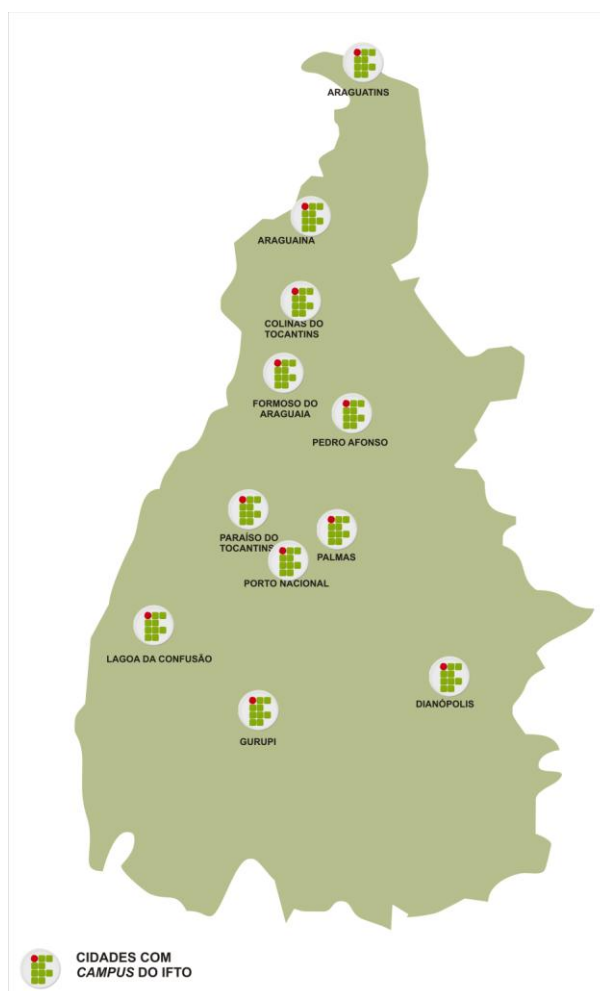 ARAGUATINS
ARAGUAINA
COLINAS DO
TOCANTINS
FORMOSO DO
ARAGUAIA
PEDRO AFONSO
PARAÍSO DO
TOCANTINS
PALMAS
PORTO NACIONAL
LAGOA DA CONFUSÃO
DIANÓPOLIS
GURUPI
CIDADES COM
CAMPUS DO IFTO